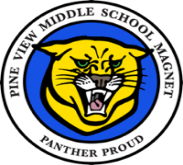 PINE VIEW MIDDLE SCHOOL MAGNET
PANTHER PROUD